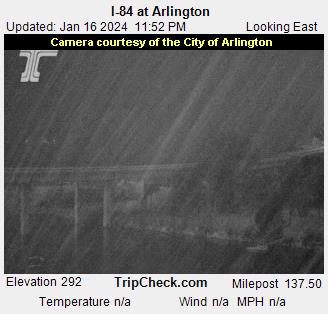 I-84 at Arlington
Updated: Jan 16 2024 11:52 PM Looking East
Camera courtesy of the City of Arlington
Elevation 292 TripCheck.com Milepost 137.50
Temperature n/a Wind n/a MPH n/a